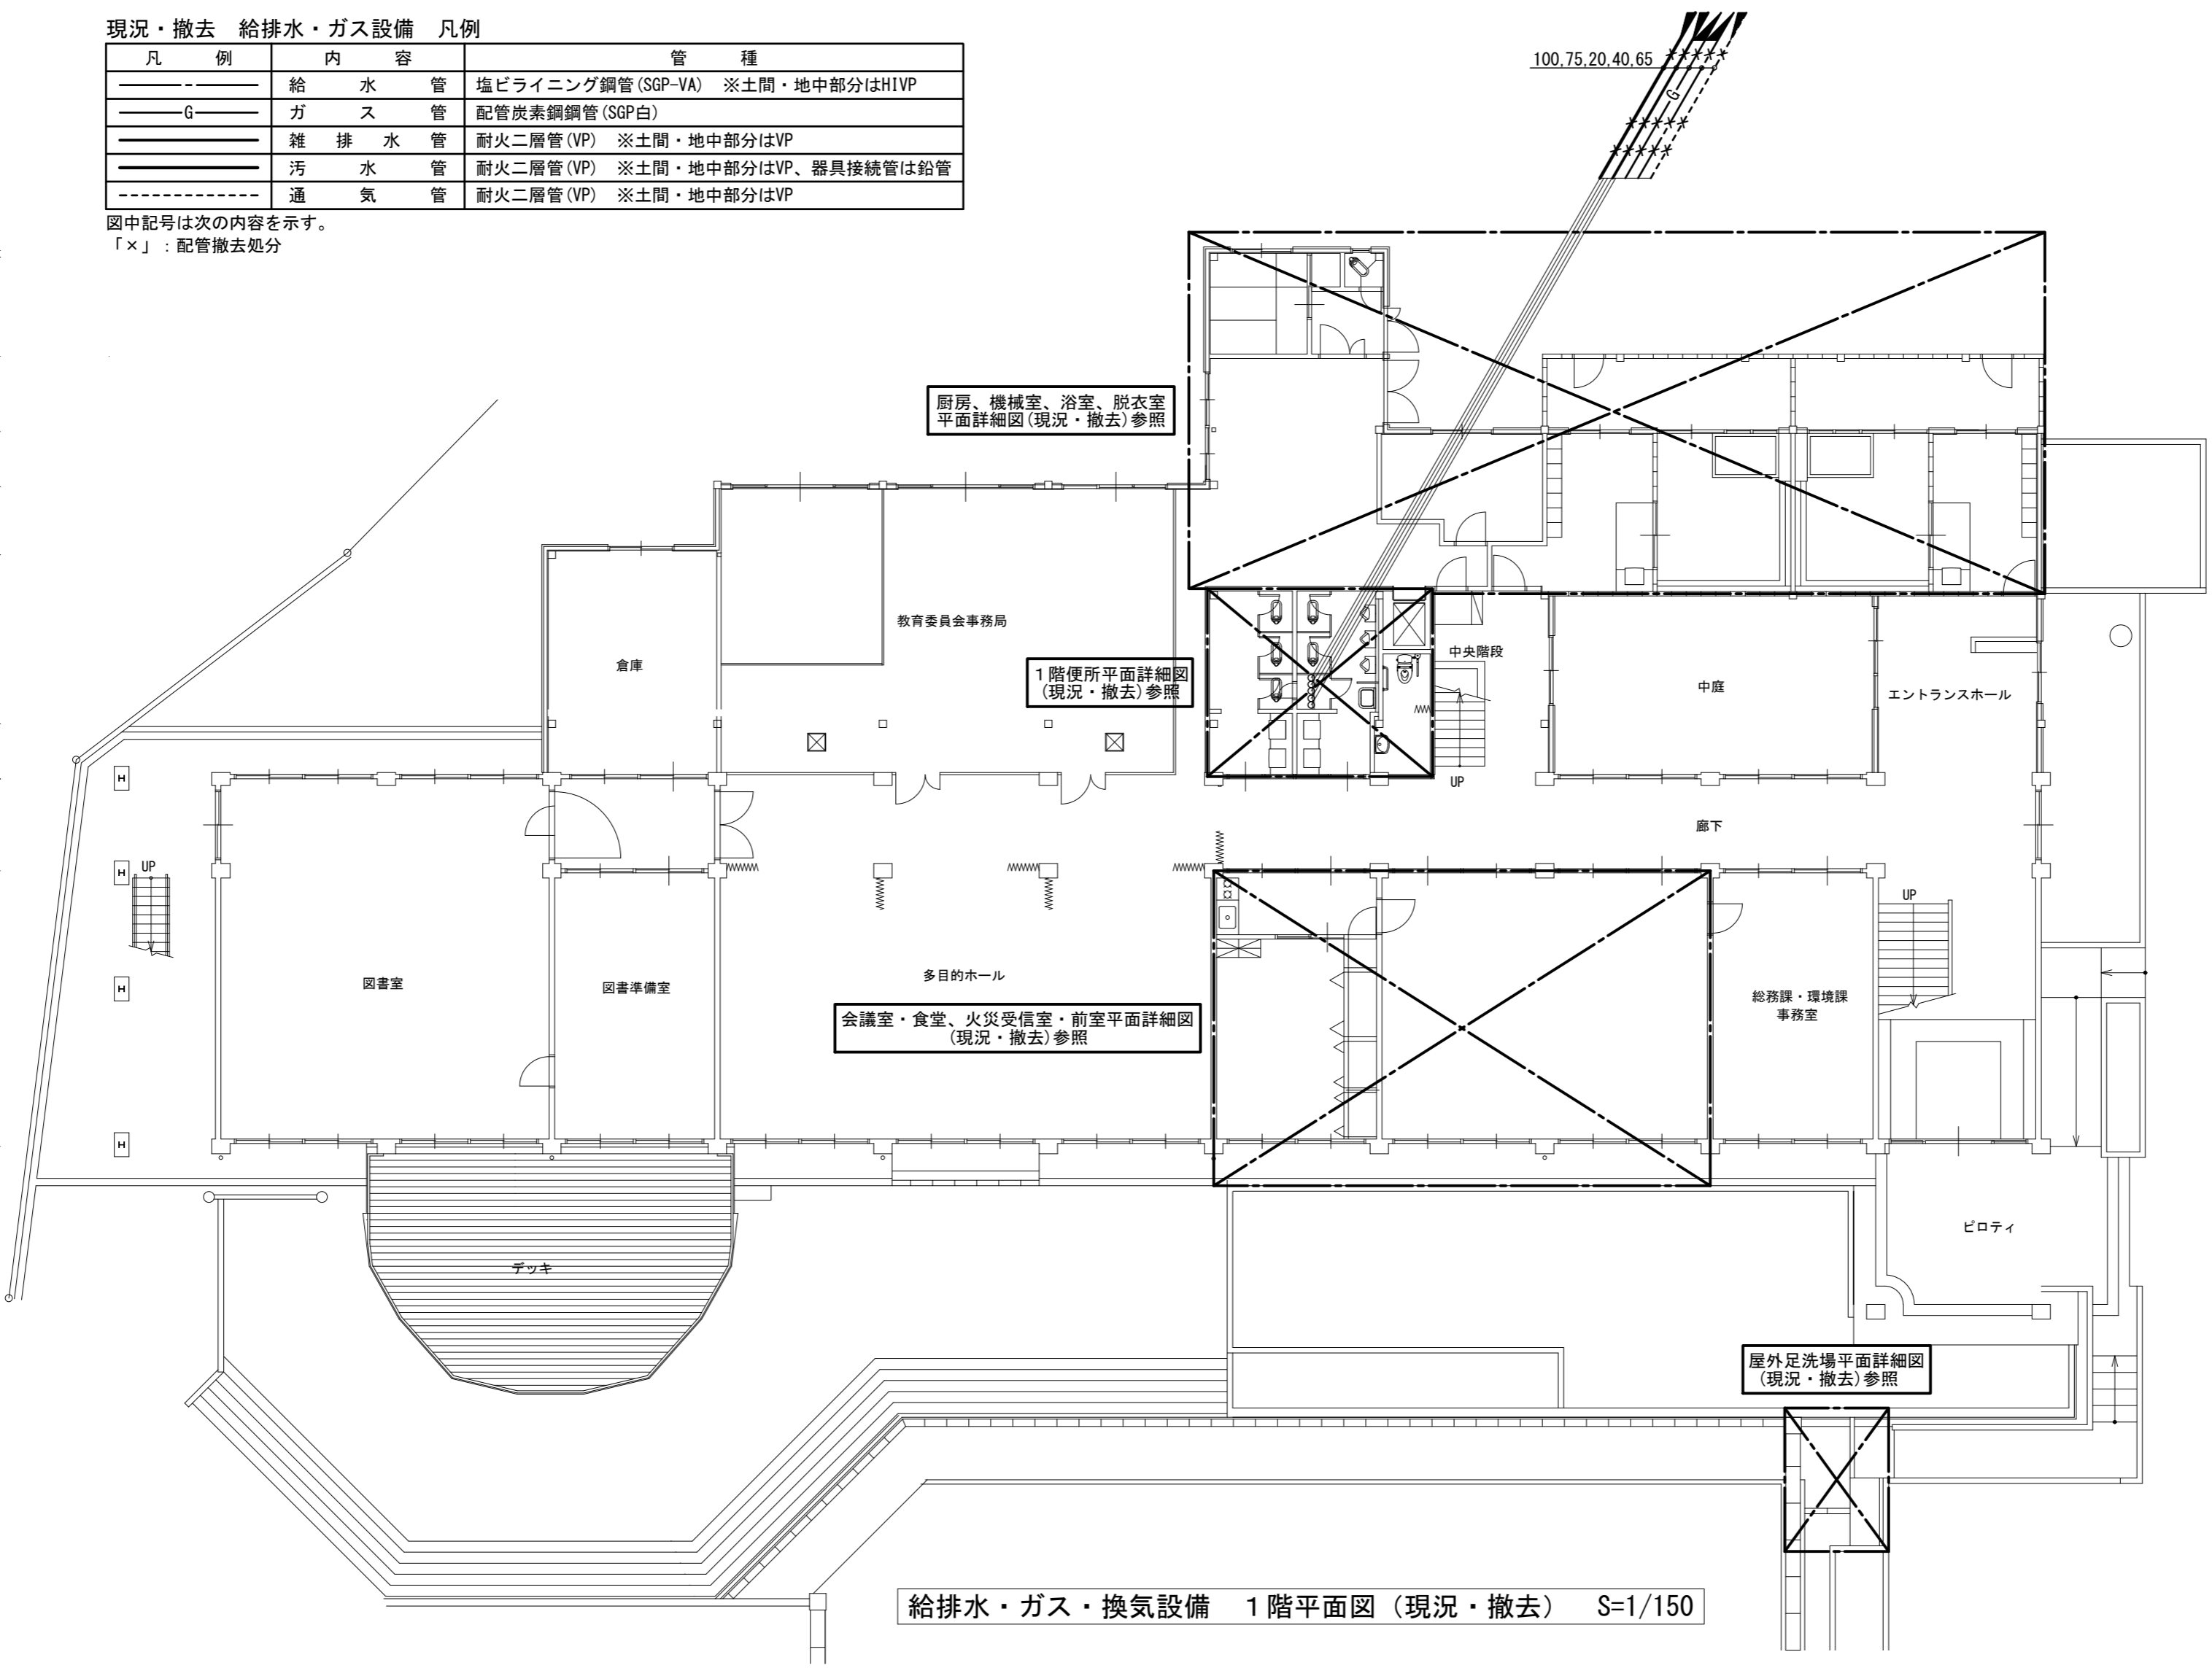 現況・撤去　給排水・ガス設備　凡例
凡　例　内　容　管　種
給　水　管　塩ビライニング鋼管(SGP-VA)　※土間・地中部分はHIVP
G　ガ　ス　管　配管炭素鋼鋼管(SGP白)
雑　排　水　管　耐火二層管(VP)　※土間・地中部分はVP
汚　水　管　耐火二層管(VP)　※土間・地中部分はVP、器具接続管は鉛管
通　気　管　耐火二層管(VP)　※土間・地中部分はVP
図中記号は次の内容を示す。
「×」：配管撤去処分
100,75,20,40,65
G
厨房、機械室、浴室、脱衣室
平面詳細図(現況・撤去)参照
教育委員会事務局
倉庫
1階便所平面詳細図
(現況・撤去)参照
中央階段
UP
中庭
エントランスホール
廊下
H
H
UP
H
H
図書室
図書準備室
多目的ホール
会議室・食堂、火災受信室・前室平面詳細図
(現況・撤去)参照
総務課・環境課
事務室
UP
ピロティ
デッキ
屋外足洗場平面詳細図
(現況・撤去)参照
給排水・ガス・換気設備　1階平面図（現況・撤去）　S=1/150